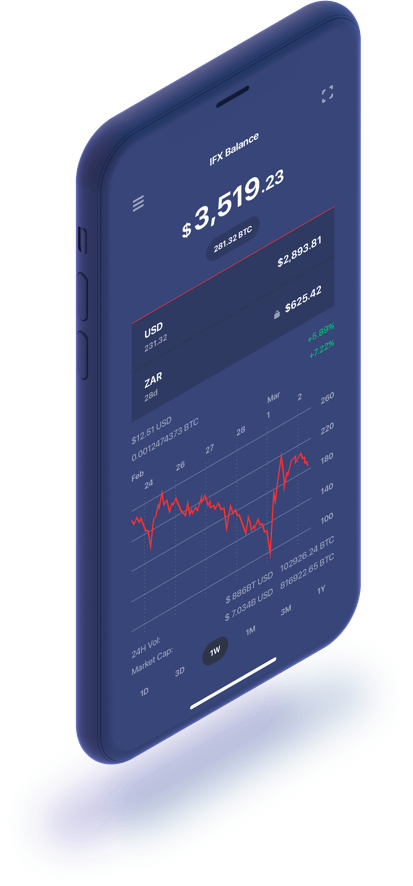 IFX Balance
$3,519.23
281.32 BTC
USD $2,893.81
231.32
ZAR $625.42
28d
+5.89%
+7.22%
$12.51 USD
0.0012474373 BTC
Feb Mar
24 26 27 28 1 2
260
220
180
140
100
24H Vol: $ 886BT USD 102926.24 BTC
Market Cap: $ 7.034B USD 816922.65 BTC
1D 3D 1W 1M 3M 1Y